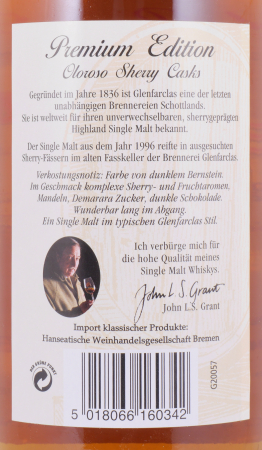 Premium Edition
Oloroso Sherry Casks
Gegründet im Jahre 1836 ist Glenfarclas eine der letzten
unabhängigen Brennereien Schottlands.
Sie ist weltweit für ihren unverwechselbaren, sherrygeprägten
Highland Single Malt bekannt.
Der Single Malt aus dem Jahr 1996 reifte in ausgesuchten
Sherry-Fässern im alten Fasskeller der Brennerei Glenfarclas.
Verkostungsnotiz: Farbe von dunklem Bernstein.
Im Geschmack komplexe Sherry- und Fruchtaromen,
Mandeln, Demarara Zucker, dunkle Schokolade.
Wunderbar lang im Abgang.
Ein Single Malt im typischen Glenfarclas Stil.
Ich verbürge mich für
die hohe Qualität meines
Single Malt Whiskys.
John L.S. Grant
John L.S. Grant
Import klassischer Produkte:
Hanseatische Weinhandelsgesellschaft Bremen
DER GRÜNE PUNKT
5 018066 160342
G20057